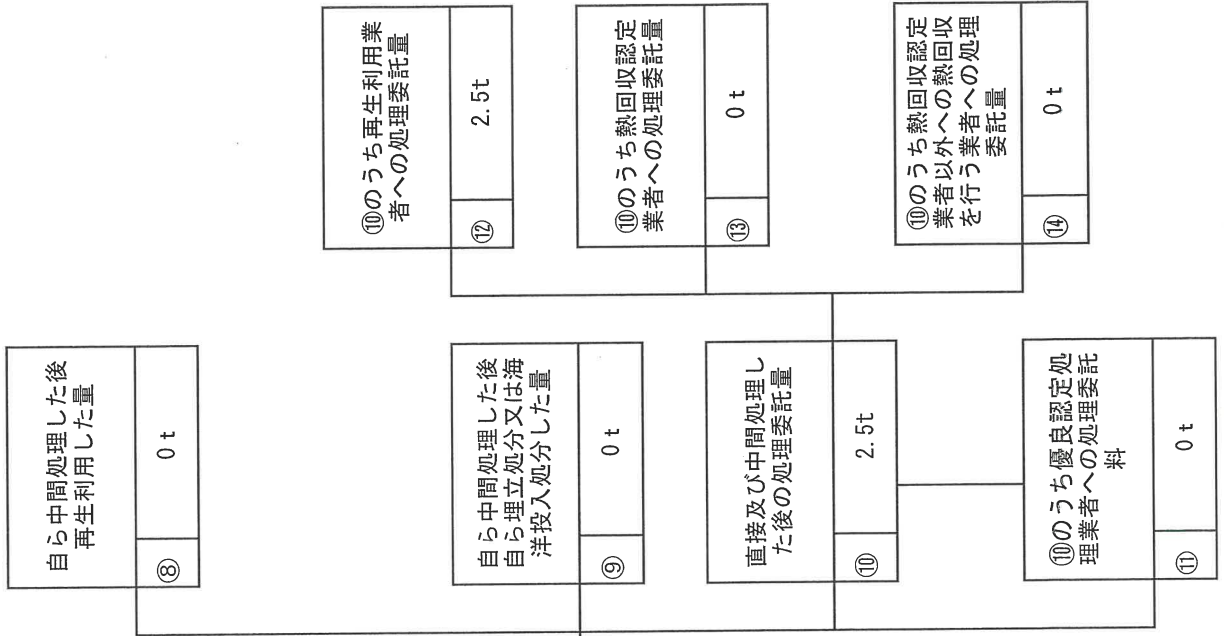 自ら中間処理した後
再生利用した量
⑧
0 t
自ら中間処理した後
自ら埋立処分又は海
洋投入処分した量
⑨
0 t
直接及び中間処理し
た後の処理委託量
⑩
2.5t
⑩のうち優良認定処
理業者への処理委託
料
⑪
0 t
⑩のうち再生利用業
者への処理委託量
⑫
2.5t
⑩のうち熱回収認定
業者への処理委託量
⑬
0 t
⑩のうち熱回収認定
業者以外への熱回収
を行う業者への処理
委託量
⑭
0 t